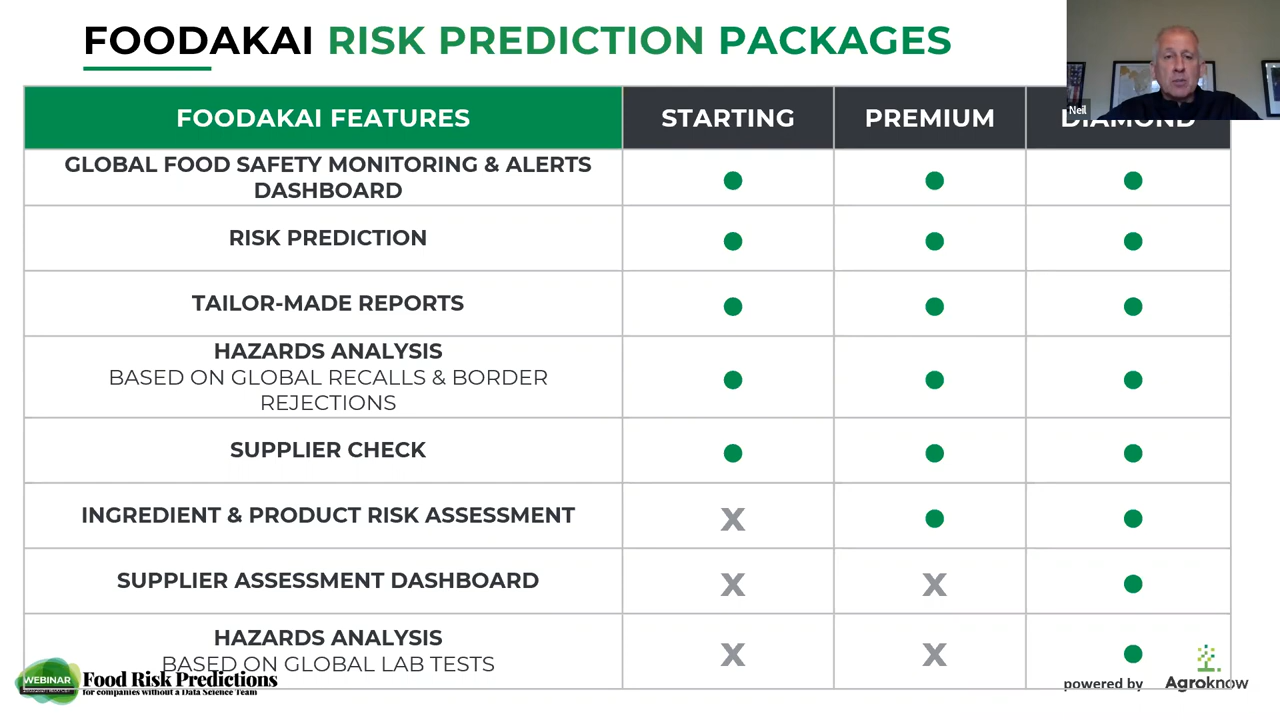 FOODAKAI RISK PREDICTION PACKAGES
Neil
FOODAKAI FEATURES STARTING PREMIUM DIAMOND
GLOBAL FOOD SAFETY MONITORING & ALERTS
DASHBOARD
RISK PREDICTION
TAILOR-MADE REPORTS
HAZARDS ANALYSIS
BASED ON GLOBAL RECALLS & BORDER
REJECTIONS
SUPPLIER CHECK
INGREDIENT & PRODUCT RISK ASSESSMENT X
SUPPLIER ASSESSMENT DASHBOARD X X
HAZARDS ANALYSIS
BASED ON GLOBAL LAB TESTS X X
WEBINAR
Food Risk Predictions
for companies without a Data Science Team
powered by Agroknow